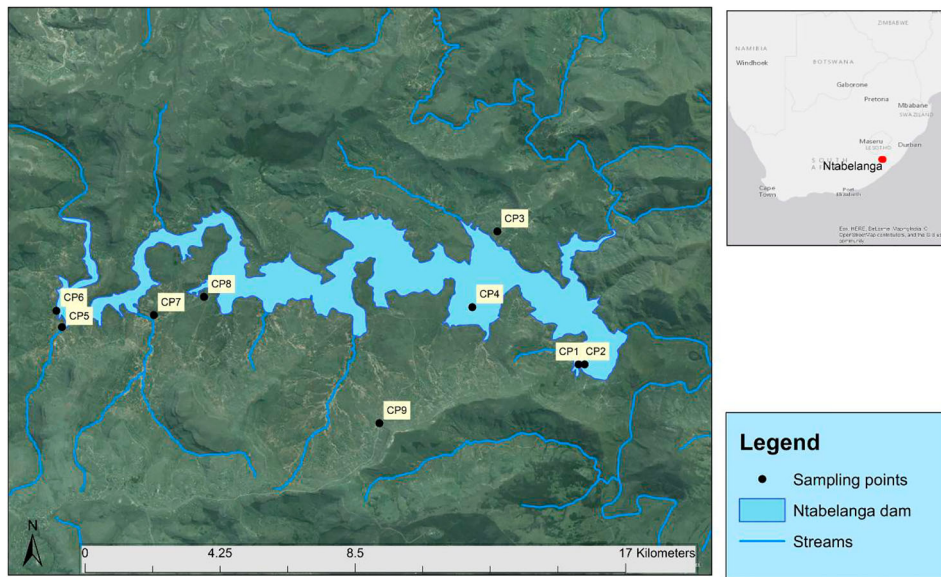 CP3
CP8
CP6
CP7
CP4
CP5
CP1 CP2
CP9
N
0 4.25 8.5 17 Kilometers
ZIMBABWE
NAMIBIA
Windhoek
BOTSWANA
Gaborone
Pretoria
Mbabane
SWAZILAND
Maseru
LESOTHO
Durban
SOUTH
Ntabelanga
Cape
Town
Port
Elizabeth
Legend
Sampling points
Ntabelanga dam
Streams